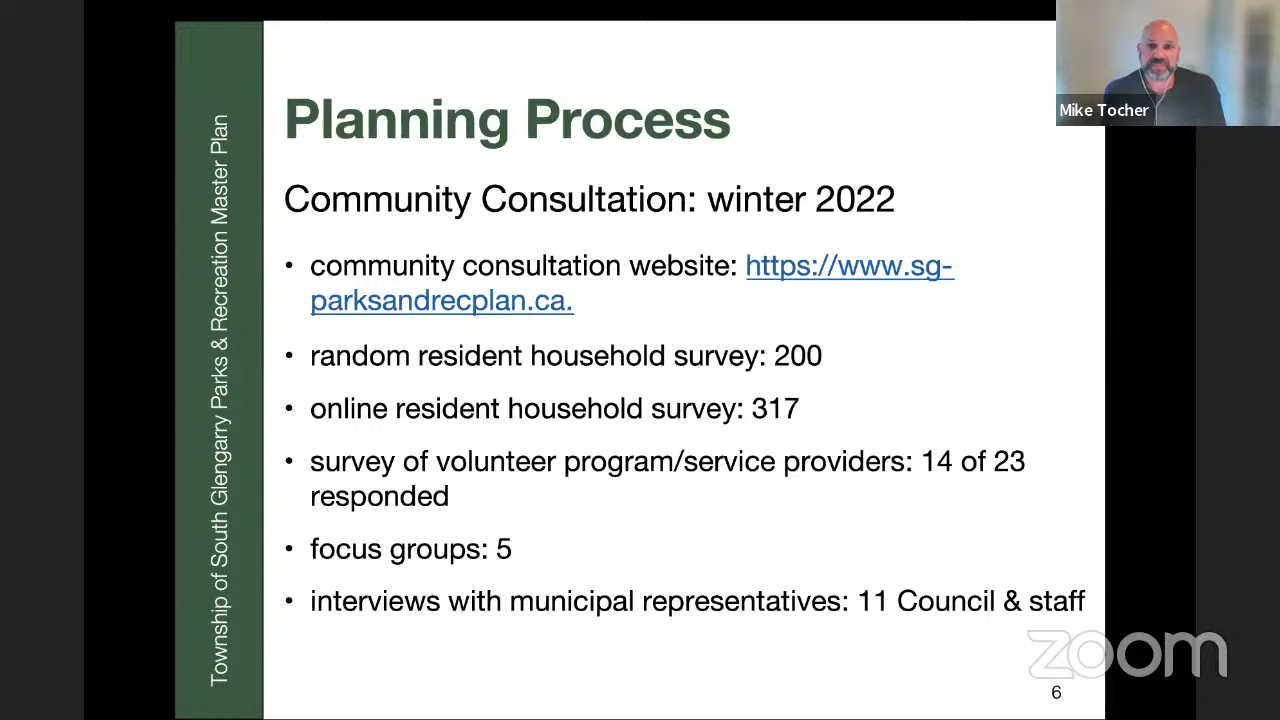 Township of South Glengarry Parks & Recreation Master Plan
Planning Process
Mike Tocher
Community Consultation: winter 2022
• community consultation website: https://www.sg-
parksandrecplan.ca.
• random resident household survey: 200
• online resident household survey: 317
• survey of volunteer program/service providers: 14 of 23
responded
• focus groups: 5
• interviews with municipal representatives: 11 Council & staff
zoom
6